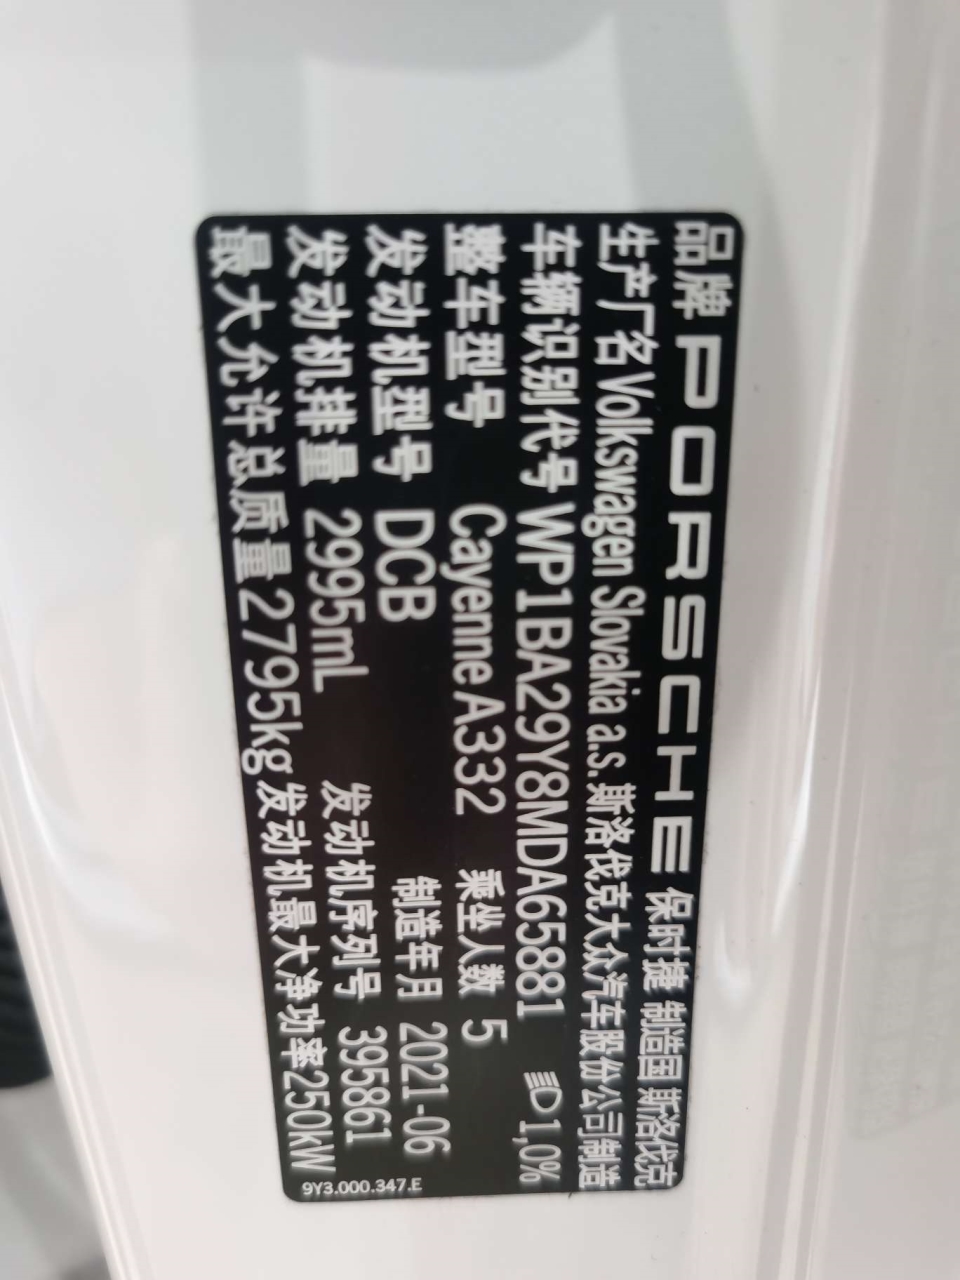 品牌 PORSCHE 保时捷 制造国 斯洛伐克
生产厂名 Volkswagen Slovakia a.s. 斯洛伐克大众汽车股份公司制造
车辆识别代号 WP1BA29Y8MDA65881 1,0%
整车型号 Cayenne A332 乘坐人数 5
发动机型号 DCB 制造年月 2021-06
发动机排量 2995mL 发动机序列号 395861
最大允许总质量 2795kg 发动机最大净功率250kW
9Y3.000.347.E